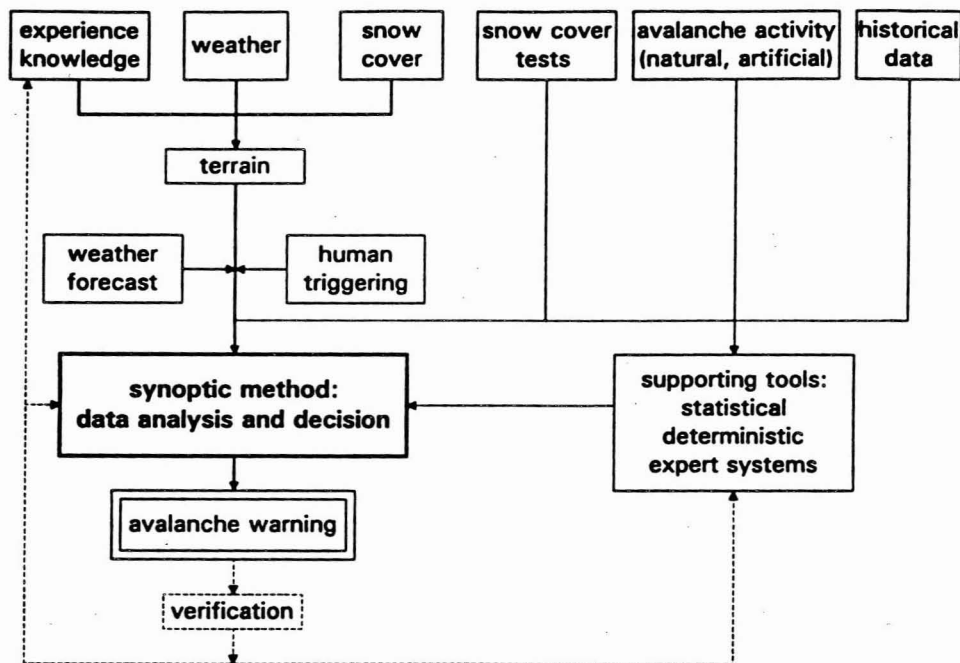 experience
knowledge
weather
snow
cover
snow cover
tests
avalanche activity
(natural, artificial)
historical
data
terrain
weather
forecast
human
triggering
synoptic method:
data analysis and decision
supporting tools:
statistical
deterministic
expert systems
avalanche warning
verification